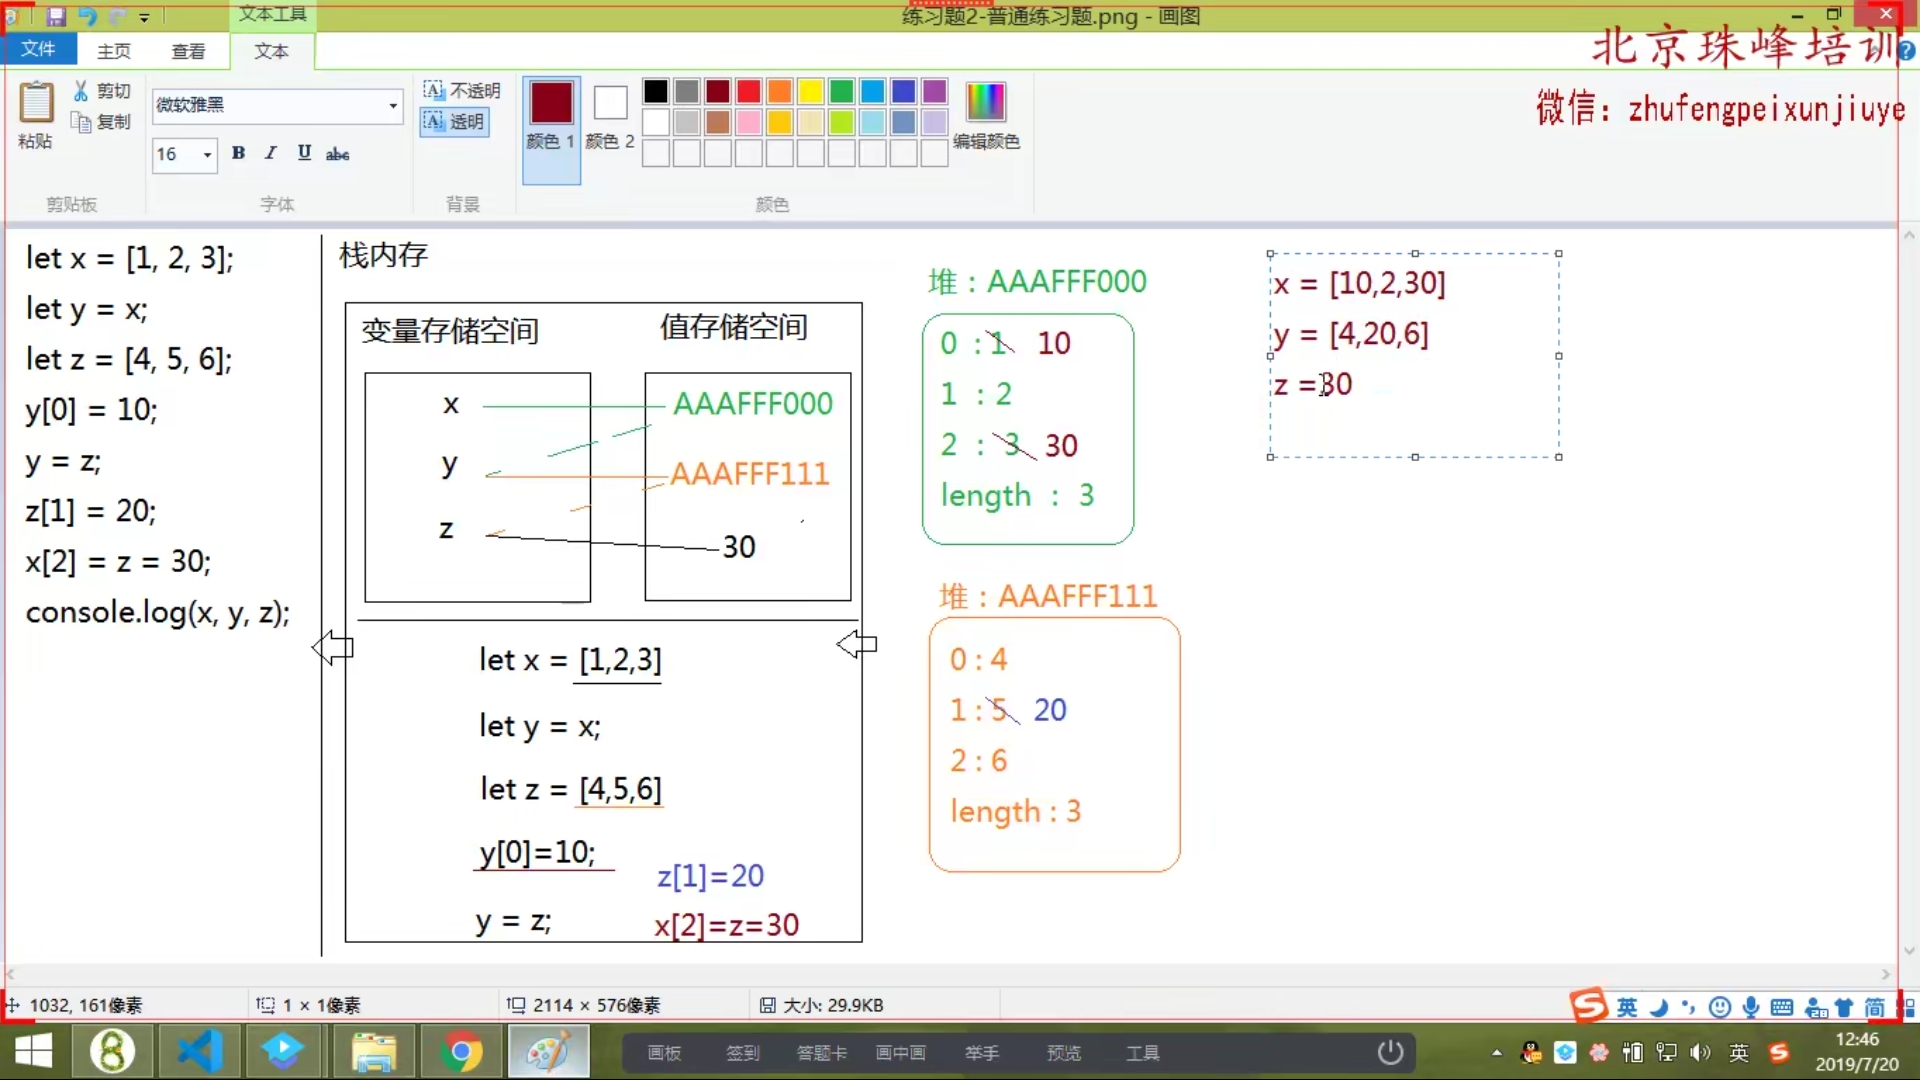 文本工具
练习题2-普通练习题.png - 画图
文件
主页
查看
文本
北京珠峰培训
微信: zhufengpeixunjiuye
粘贴
剪切
复制
剪贴板
微软雅黑
16
B I U abc
字体
不透明
透明
背景
颜色 1
颜色 2
编辑颜色
颜色
let x = [1, 2, 3];
let y = x;
let z = [4, 5, 6];
y[0] = 10;
y = z;
z[1] = 20;
x[2] = z = 30;
console.log(x, y, z);
栈内存
变量存储空间
值存储空间
x
AAAFFF000
y
AAAFFF111
z
30
let x = [1,2,3]
let y = x;
let z = [4,5,6]
y[0]=10;
z[1]=20
y = z;
x[2]=z=30
堆:AAAFFF000
0 : 1 10
1 : 2
2 : 3 30
length : 3
堆:AAAFFF111
0 : 4
1 : 5 20
2 : 6
length : 3
x = [10,2,30]
y = [4,20,6]
z =30
1032, 161像素
1 × 1像素
2114 × 576像素
大小: 29.9KB
英
简
画板
签到
答题卡
画中画
举手
预览
工具
英
12:46
2019/7/20